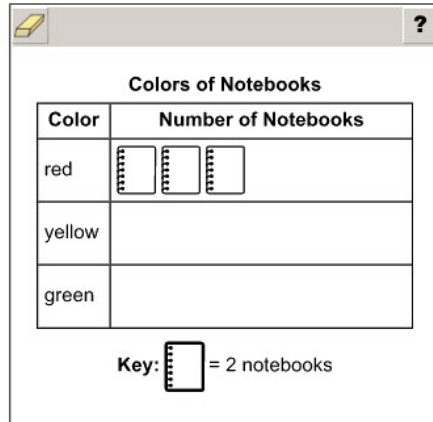 ?
Colors of Notebooks
Color Number of Notebooks
red
yellow
green
Key: = 2 notebooks